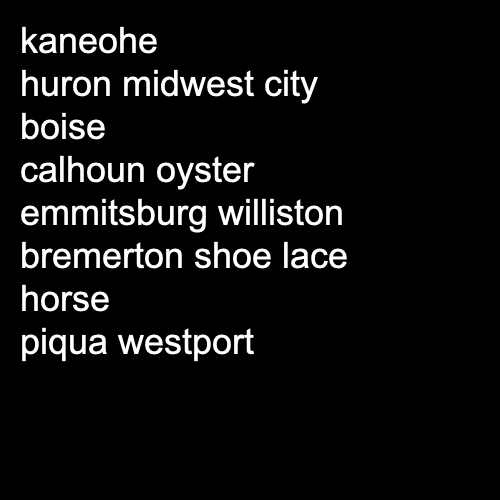 kaneohe
huron midwest city
boise
calhoun oyster
emmitsburg williston
bremerton shoe lace
horse
piqua westport